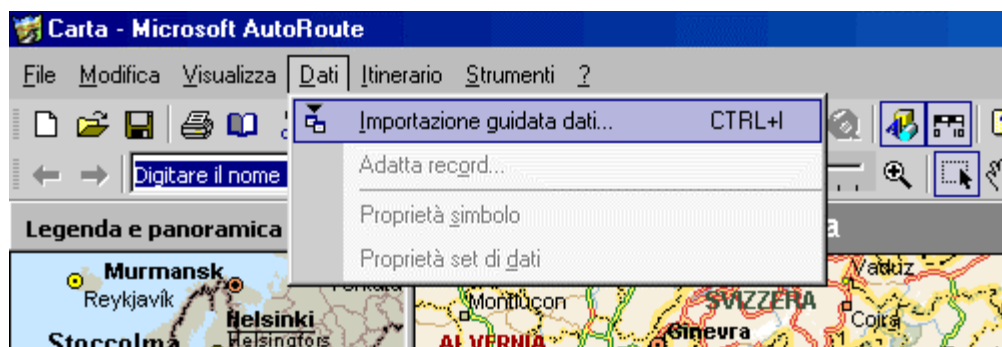 Carta - Microsoft AutoRoute
File Modifica Visualizza Dati Itinerario Strumenti ?
Importazione guidata dati... CTRL+I
Digitare il nome
Adatta record...
Proprietà simbolo
Legenda e panoramica
Proprietà set di dati
Murmansk
Vaduz
Reykjavík
Montluçon
SVIZZERA
Coira
Helsinki
Ginevra
Stoccolma
Helsingfors
ALVERNIA